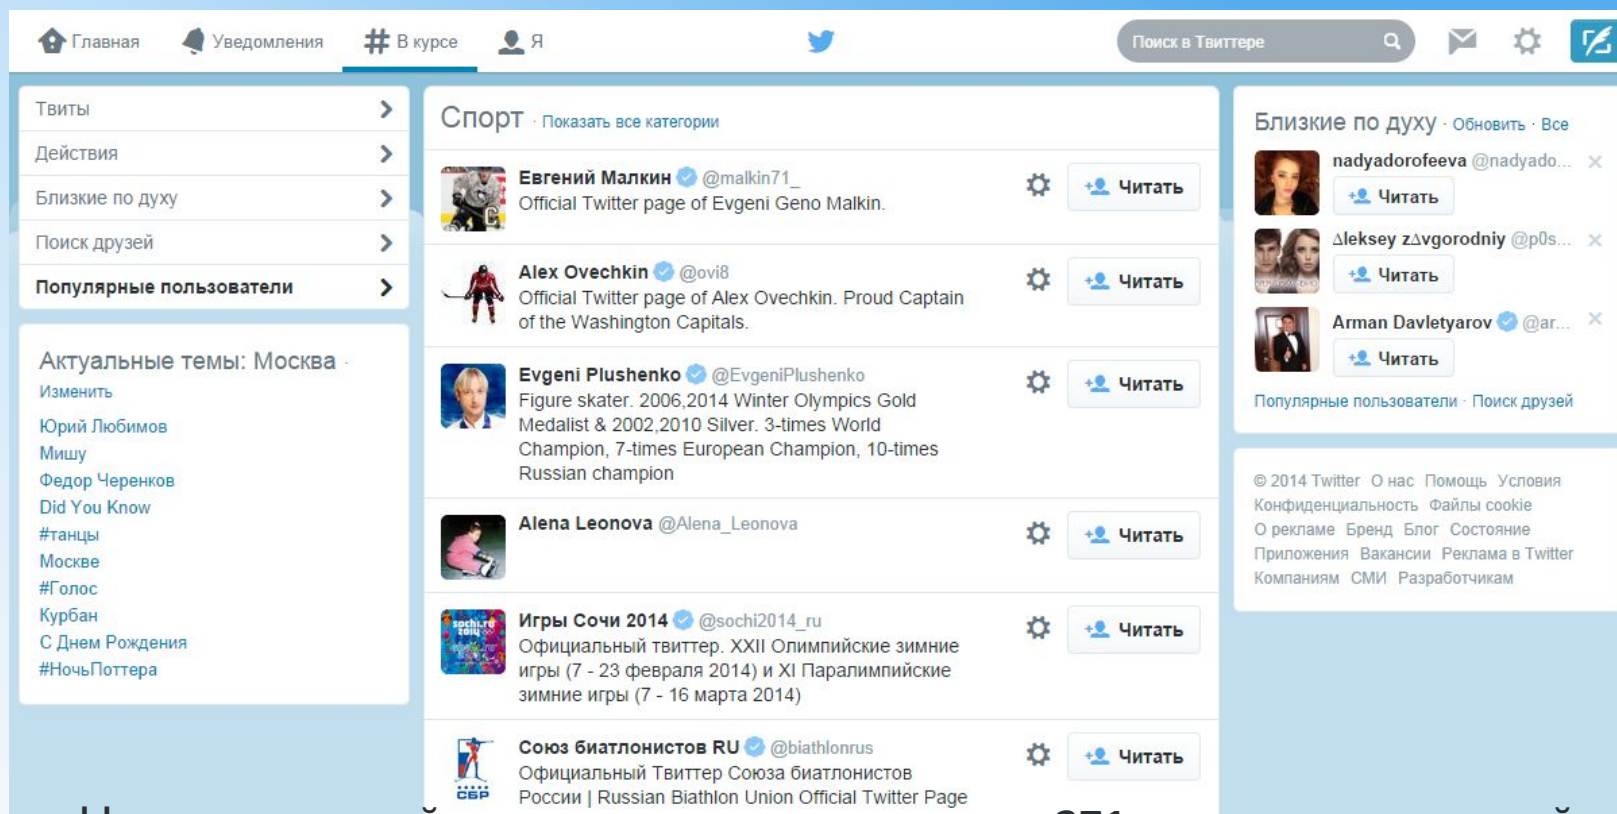 Главная Уведомления В курсе Я Поиск в Твиттере
Твиты
Действия
Близкие по духу
Поиск друзей
Популярные пользователи
Актуальные темы: Москва ·
Изменить
Юрий Любимов
Мишу
Федор Черенков
Did You Know
#танцы
Москве
#Голос
Курбан
С Днем Рождения
#НочьПоттера
Спорт · Показать все категории
Евгений Малкин @malkin71_
Official Twitter page of Evgeni Geno Malkin.
Читать
Alex Ovechkin @ovi8
Official Twitter page of Alex Ovechkin. Proud Captain
of the Washington Capitals.
Читать
Evgeni Plushenko @EvgeniPlushenko
Figure skater. 2006,2014 Winter Olympics Gold
Medalist & 2002,2010 Silver. 3-times World
Champion, 7-times European Champion, 10-times
Russian champion
Читать
Alena Leonova @Alena_Leonova
Читать
sochi.ru
2014
Игры Сочи 2014 @sochi2014_ru
Официальный твиттер. XXII Олимпийские зимние
игры (7 - 23 февраля 2014) и XI Паралимпийские
зимние игры (7 - 16 марта 2014)
Читать
СБР
Союз биатлонистов RU @biathlonrus
Официальный Твиттер Союза биатлонистов
России | Russian Biathlon Union Official Twitter Page
Читать
Близкие по духу · Обновить · Все
nadyadorofeeva @nadyado...
Читать
∆leksey z∆vgorodniy @p0s...
Читать
Arman Davletyarov @ar...
Читать
Популярные пользователи · Поиск друзей
© 2014 Twitter О нас Помощь Условия
Конфиденциальность Файлы cookie
О рекламе Бренд Блог Состояние
Приложения Вакансии Реклама в Twitter
Компаниям СМИ Разработчикам